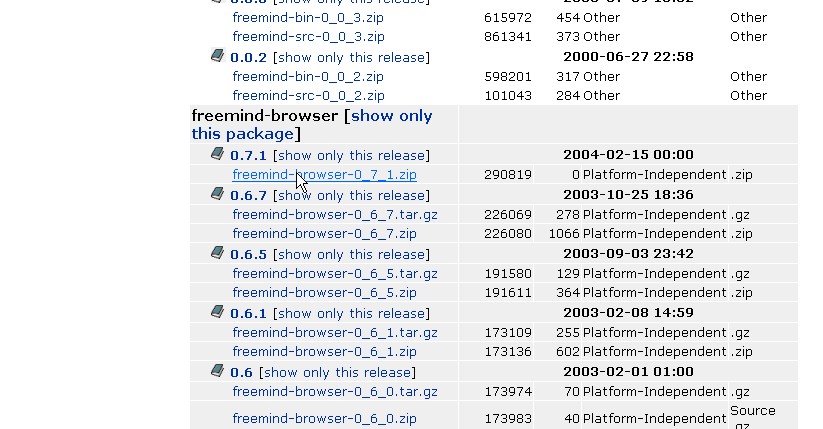 freemind-bin-0_0_3.zip 615972 454 Other Other
freemind-src-0_0_3.zip 861341 373 Other Other
0.0.2 [show only this release] 2000-06-27 22:58
freemind-bin-0_0_2.zip 598201 317 Other Other
freemind-src-0_0_2.zip 101043 284 Other Other
freemind-browser [show only
this package]
0.7.1 [show only this release] 2004-02-15 00:00
freemind-browser-0_7_1.zip 290819 0 Platform-Independent .zip
0.6.7 [show only this release] 2003-10-25 18:36
freemind-browser-0_6_7.tar.gz 226069 278 Platform-Independent .gz
freemind-browser-0_6_7.zip 226080 1066 Platform-Independent .zip
0.6.5 [show only this release] 2003-09-03 23:42
freemind-browser-0_6_5.tar.gz 191580 129 Platform-Independent .gz
freemind-browser-0_6_5.zip 191611 364 Platform-Independent .zip
0.6.1 [show only this release] 2003-02-08 14:59
freemind-browser-0_6_1.tar.gz 173109 255 Platform-Independent .gz
freemind-browser-0_6_1.zip 173136 602 Platform-Independent .zip
0.6 [show only this release] 2003-02-01 01:00
freemind-browser-0_6_0.tar.gz 173974 70 Platform-Independent .gz
freemind-browser-0_6_0.zip 173983 40 Platform-Independent Source
.gz